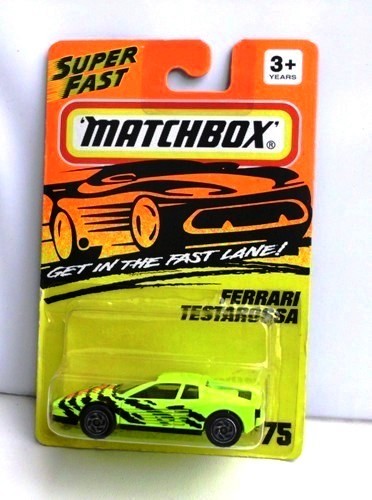 SUPER
FAST
3+
YEARS
"MATCHBOX"®
GET IN THE FAST LANE!
FERRARI
TESTAROSSA
75